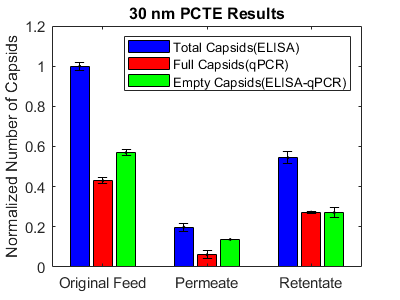 30 nm PCTE Results
Normalized Number of Capsids
1.2
1
0.8
0.6
0.4
0.2
0
Total Capsids(ELISA)
Full Capsids(qPCR)
Empty Capsids(ELISA-qPCR)
Original Feed
Permeate
Retentate